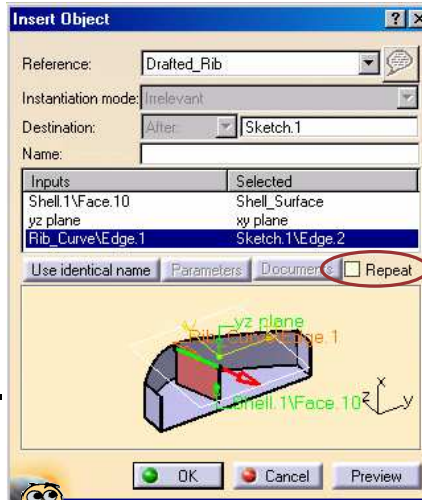 Insert Object
Reference: Drafted_Rib
Instantiation mode: Irrelevant
Destination: After: Sketch.1
Name:
Inputs Selected
Shell.1\Face.10 Shell_Surface
yz plane xy plane
Rib_Curve\Edge.1 Sketch.1\Edge.2
Use identical name Parameters Documents Repeat
yz plane
Rib_Curve\Edge.1
Shell.1\Face.10
x
z
y
OK Cancel Preview